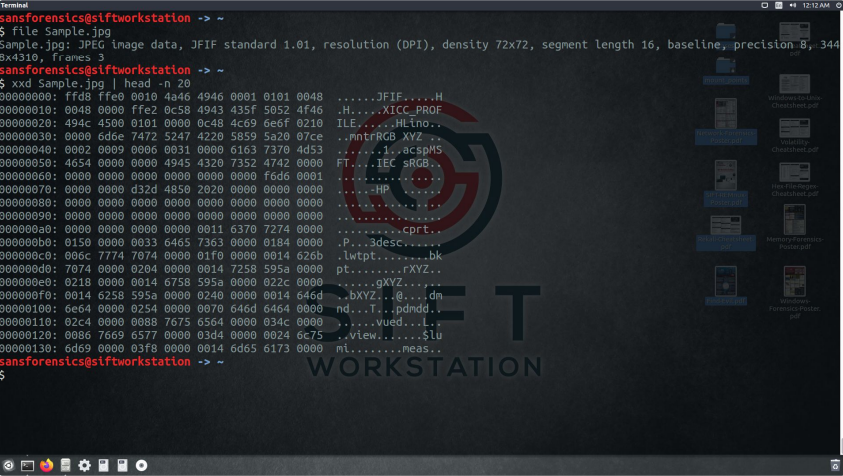 Terminal
12:12 AM
sansforensics@siftworkstation -> ~
$ file Sample.jpg
Sample.jpg: JPEG image data, JFIF standard 1.01, resolution (DPI), density 72x72, segment length 16, baseline, precision 8, 344
8x4310, frames 3
sansforensics@siftworkstation -> ~
$ xxd Sample.jpg | head -n 20
00000000: ffd8 ffe0 0010 4a46 4946 0001 0101 0048  ......JFIF.....H
00000010: 0048 0000 ffe2 0c58 4943 435f 5052 4f46  .H.....XICC_PROF
00000020: 494c 4500 0101 0000 0c48 4c69 6e6f 0210  ILE......HLino..
00000030: 0000 6d6e 7472 5247 4220 5859 5a20 07ce  ..mntrRGB XYZ ..
00000040: 0002 0009 0006 0031 0000 6163 7370 4d53  .......1..acspMS
00000050: 4654 0000 0000 4945 4320 7352 4742 0000  FT....IEC sRGB..
00000060: 0000 0000 0000 0000 0000 0000 f6d6 0001  ................
00000070: 0000 0000 d32d 4850 2020 0000 0000 0000  .....-HP  ......
00000080: 0000 0000 0000 0000 0000 0000 0000 0000  ................
00000090: 0000 0000 0000 0000 0000 0000 0000 0000  ................
000000a0: 0000 0000 0000 0000 0011 6370 7274 0000  ..........cprt..
000000b0: 0150 0000 0033 6465 7363 0000 0184 0000  .P...3desc......
000000c0: 006c 7774 7074 0000 01f0 0000 0014 626b  .lwtpt........bk
000000d0: 7074 0000 0204 0000 0014 7258 595a 0000  pt........rXYZ..
000000e0: 0218 0000 0014 6758 595a 0000 022c 0000  ......gXYZ...,..
000000f0: 0014 6258 595a 0000 0240 0000 0014 646d  ..bXYZ...@....dm
00000100: 6e64 0000 0254 0000 0070 646d 6464 0000  nd...T...pdmdd..
00000110: 02c4 0000 0088 7675 6564 0000 034c 0000  ......vued...L..
00000120: 0086 7669 6577 0000 03d4 0000 0024 6c75  ..view.......$lu
00000130: 6d69 0000 03f8 0000 0014 6d65 6173 0000  mi........meas..
sansforensics@siftworkstation -> ~
$
SIFT
WORKSTATION
Windows-to-Unix-
Cheatsheet.pdf
Volatility-
Cheatsheet.pdf
Hex-File-Regex-
Cheatsheet.pdf
Memory-Forensics-
Poster.pdf
Windows-
Forensics-Poster.
pdf